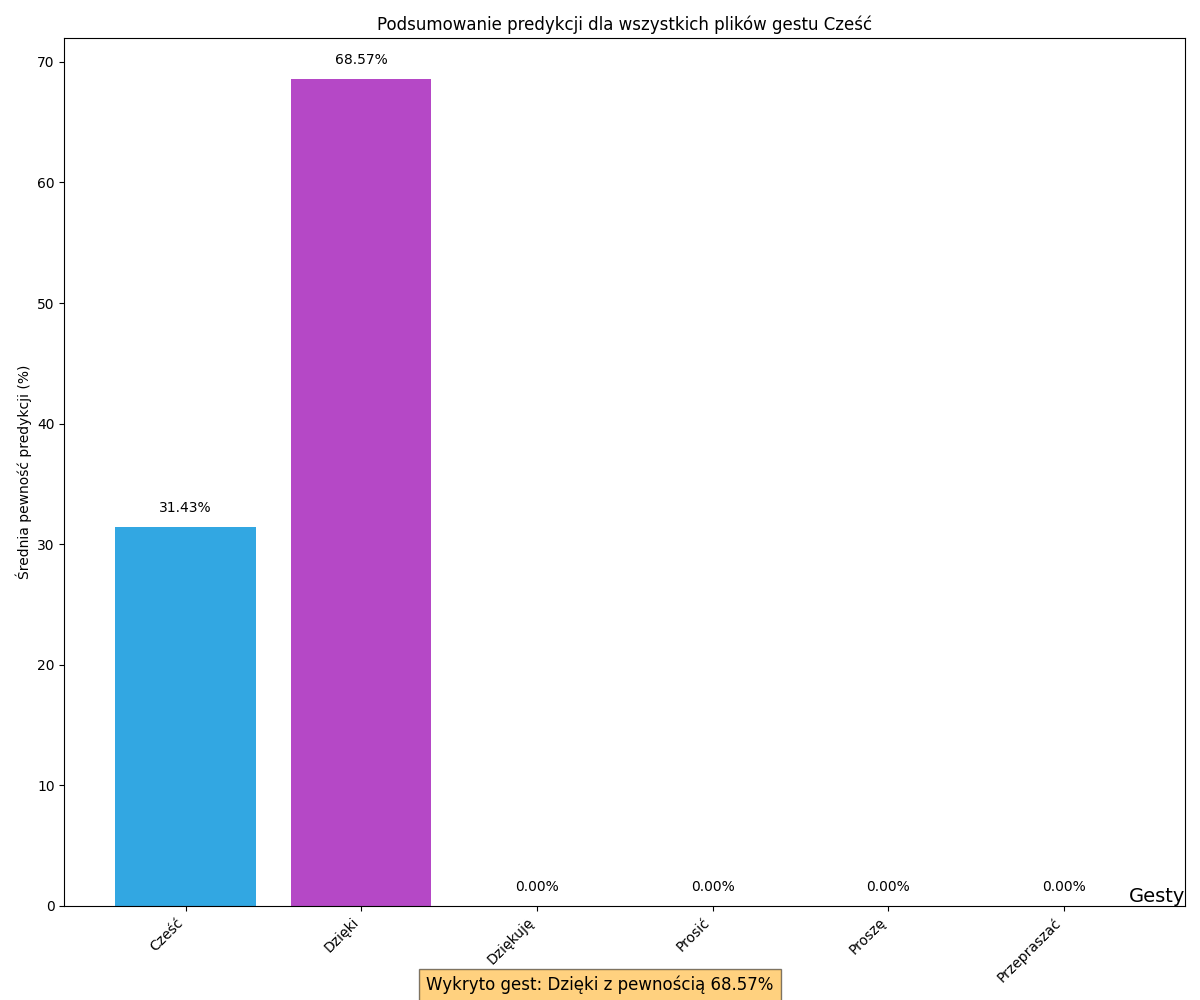 Podsumowanie predykcji dla wszystkich plików gestu Cześć
Średnia pewność predykcji (%)
70
60
50
40
30
20
10
0
68.57%
31.43%
0.00%
0.00%
0.00%
0.00%
Gesty
Cześć
Dzięki
Dziękuję
Prosić
Proszę
Przepraszać
Wykryto gest: Dzięki z pewnością 68.57%